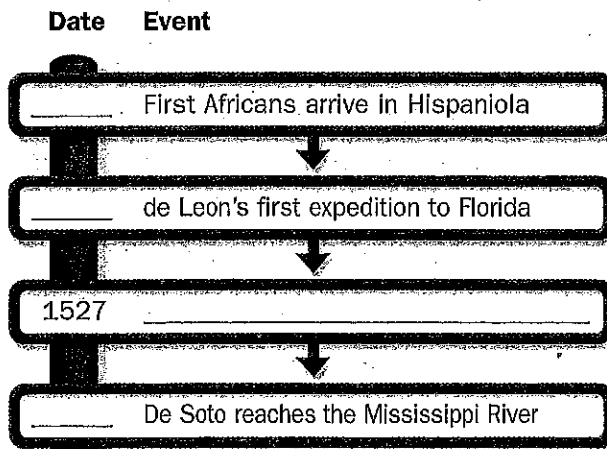 Date Event
First Africans arrive in Hispaniola
de Leon's first expedition to Florida
1527
De Soto reaches the Mississippi River